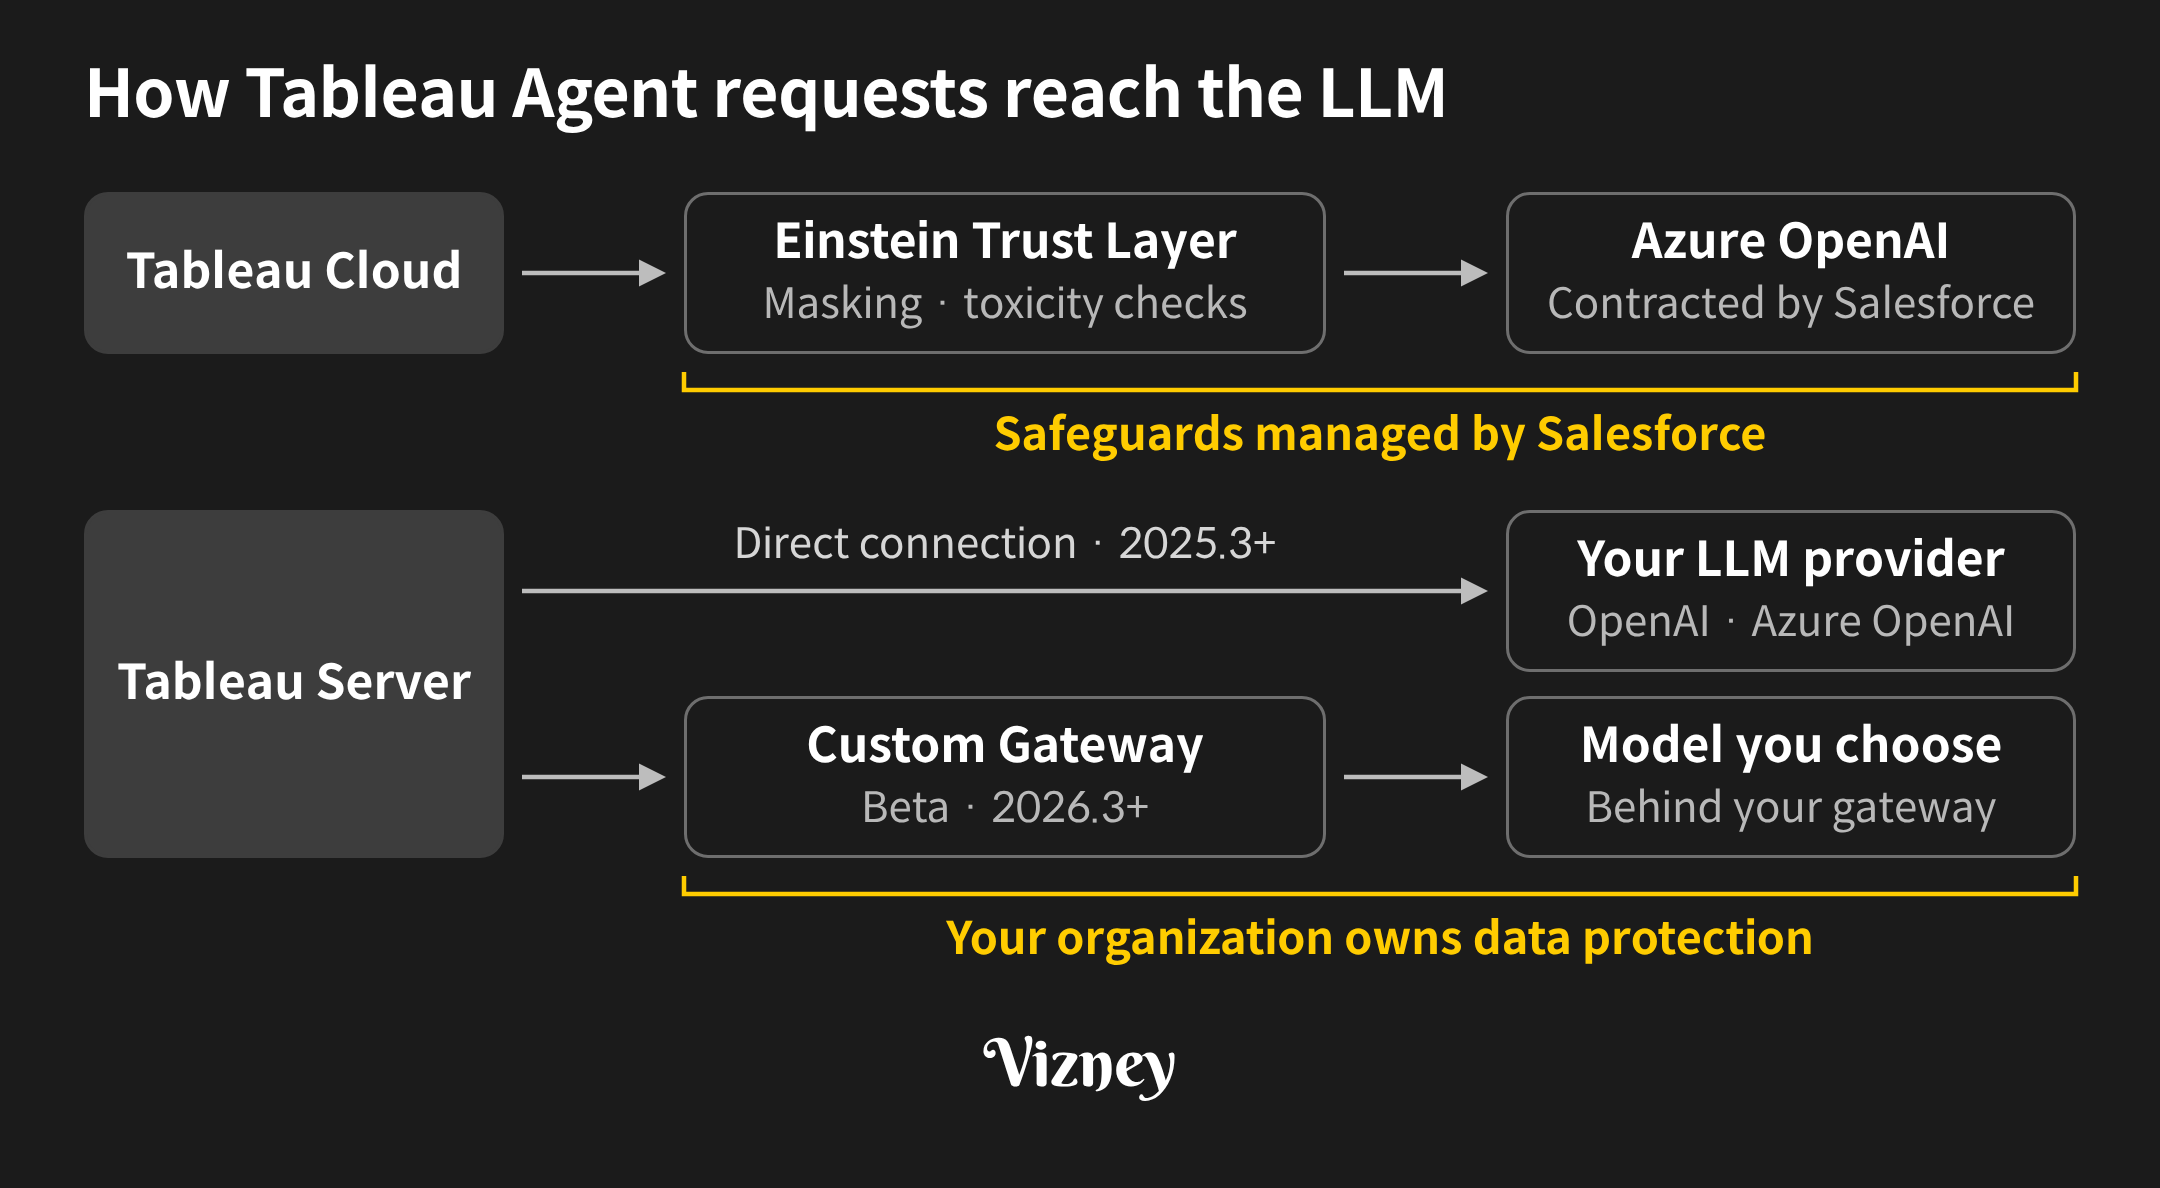 How Tableau Agent requests reach the LLM
Tableau Cloud
Einstein Trust Layer
Masking · toxicity checks
Azure OpenAI
Contracted by Salesforce
Safeguards managed by Salesforce
Tableau Server
Direct connection · 2025.3+
Your LLM provider
OpenAI · Azure OpenAI
Custom Gateway
Beta · 2026.3+
Model you choose
Behind your gateway
Your organization owns data protection
Vizney